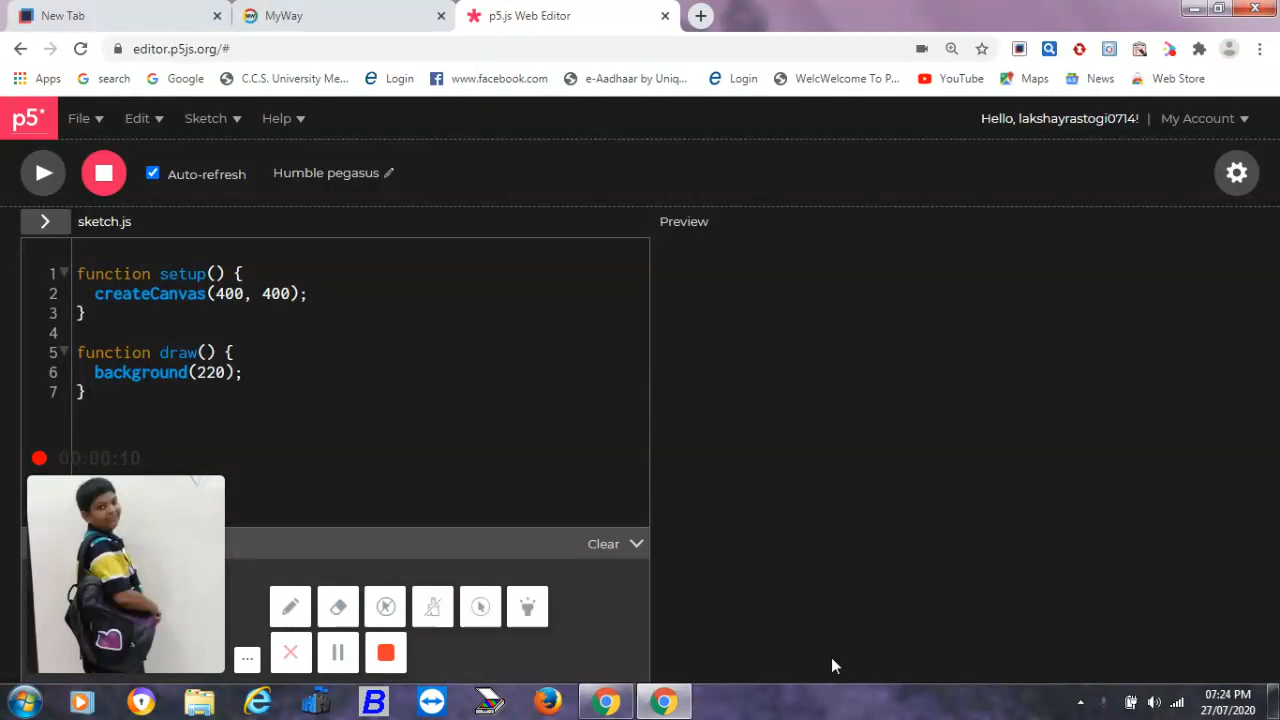 New Tab
MyWay
p5.js Web Editor
editor.p5js.org/#
Apps
search
Google
C.C.S. University Me...
Login
www.facebook.com
e-Aadhaar by Uniq...
Login
WelcWelcome To P...
YouTube
Maps
News
Web Store
p5*
File
Edit
Sketch
Help
Hello, lakshayrastogi0714!
|
My Account
Auto-refresh
Humble pegasus
sketch.js
Preview
1 function setup() {
2 createCanvas(400, 400);
3 }
4
5 function draw() {
6 background(220);
7 }
00:00:10
Clear
...
07:24 PM
27/07/2020